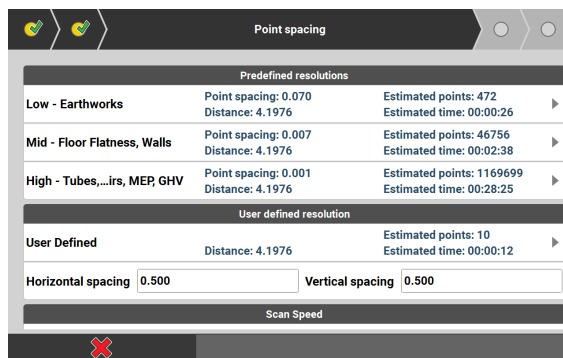 Point spacing
Predefined resolutions
Low - Earthworks
Point spacing: 0.070
Estimated points: 472
Distance: 4.1976
Estimated time: 00:00:26
Mid - Floor Flatness, Walls
Point spacing: 0.007
Estimated points: 46756
Distance: 4.1976
Estimated time: 00:02:38
High - Tubes,...irs, MEP, GHV
Point spacing: 0.001
Estimated points: 1169699
Distance: 4.1976
Estimated time: 00:28:25
User defined resolution
User Defined
Estimated points: 10
Distance: 4.1976
Estimated time: 00:00:12
Horizontal spacing 0.500 Vertical spacing 0.500
Scan Speed